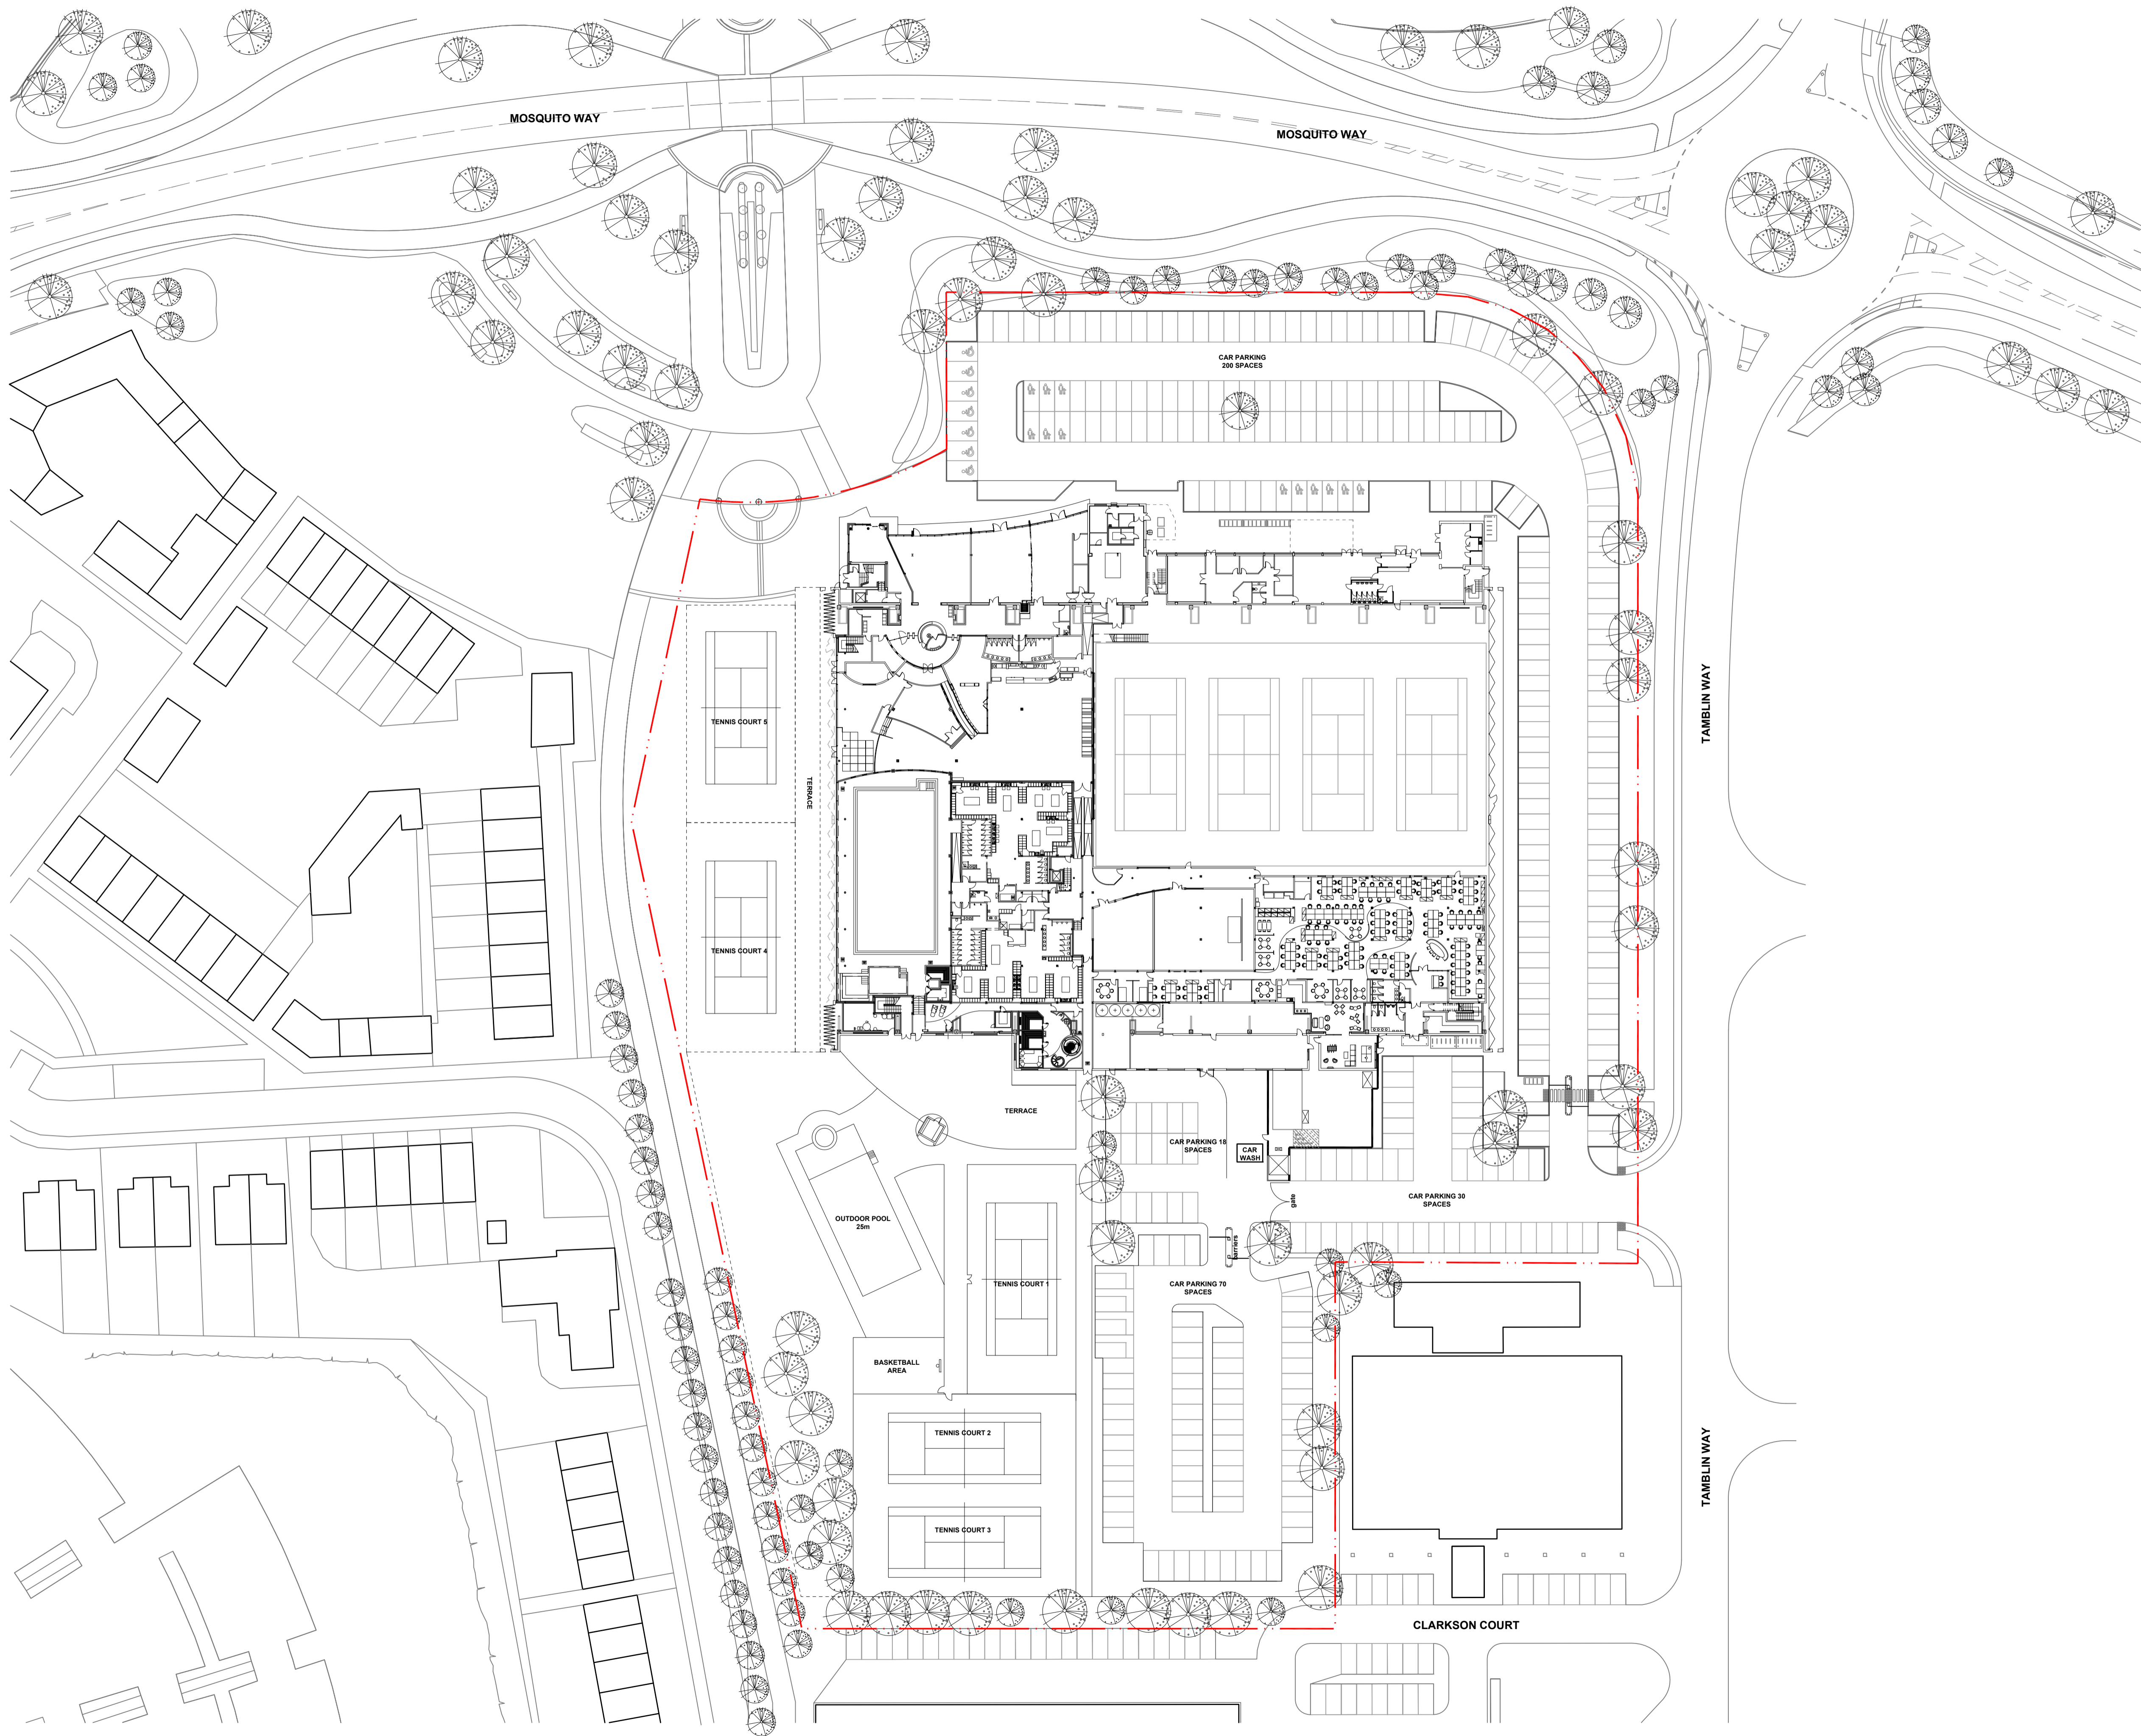 MOSQUITO WAY
MOSQUITO WAY
CAR PARKING
200 SPACES
TENNIS COURT 5
TERRACE
TAMBLIN WAY
TENNIS COURT 4
TERRACE
CAR PARKING 18
SPACES
CAR
WASH
CAR PARKING 30
SPACES
gate
OUTDOOR POOL
25m
barriers
TENNIS COURT 1
CAR PARKING 70
SPACES
BASKETBALL
AREA
TENNIS COURT 2
TAMBLIN WAY
TENNIS COURT 3
CLARKSON COURT